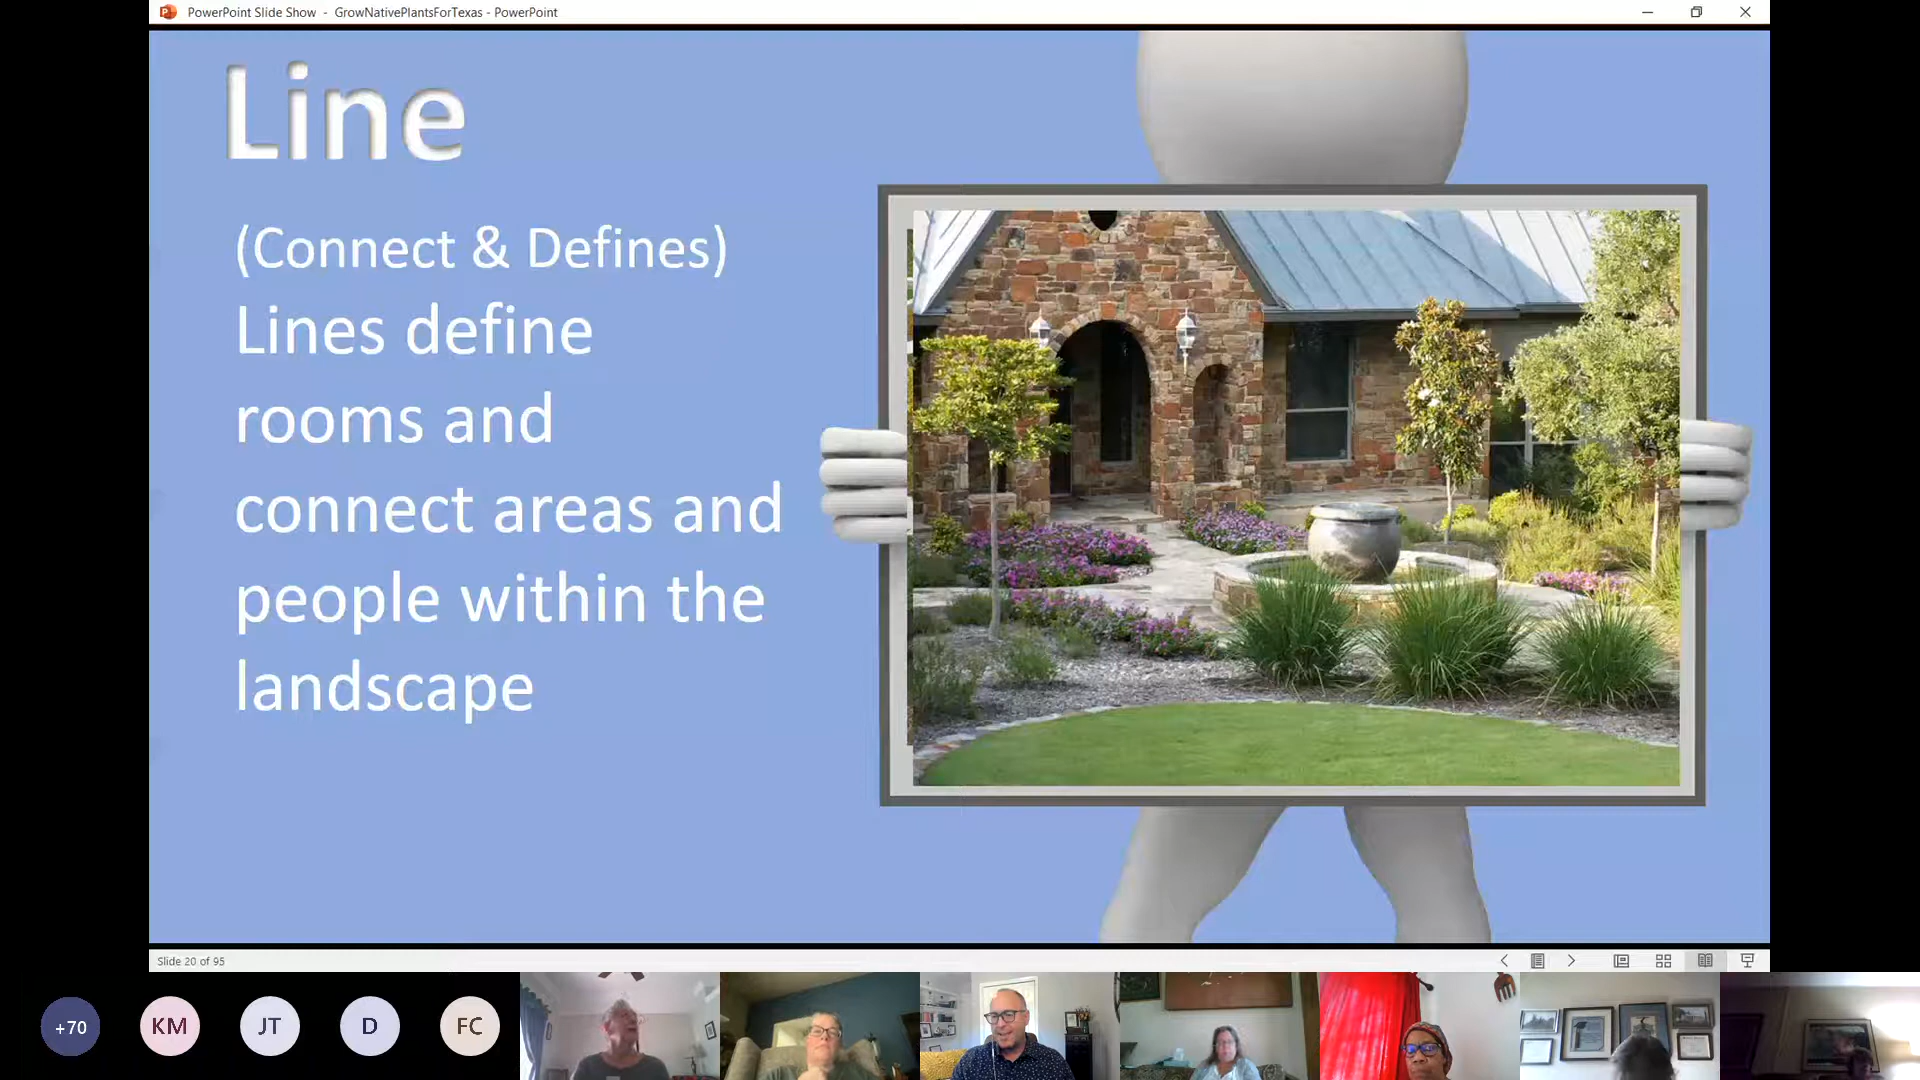 PowerPoint Slide Show - GrowNativePlantsForTexas - PowerPoint
Line
(Connect & Defines)
Lines define
rooms and
connect areas and
people within the
landscape
Slide 20 of 95
+70
KM
JT
D
FC